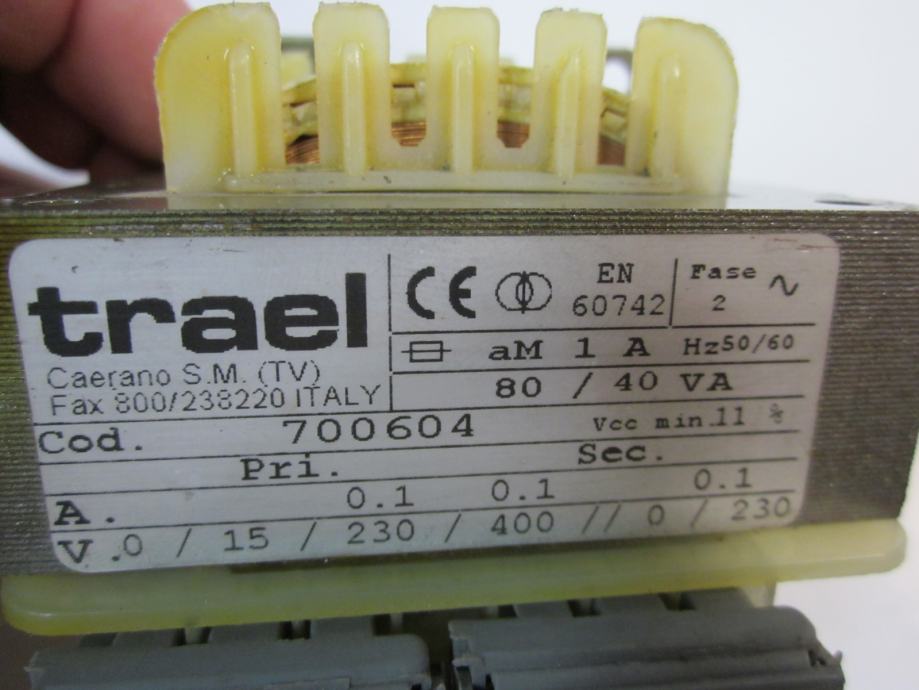 trael
Caerano S.M. (TV)
Fax 800/238220 ITALY
CE EN 60742 Fase 2 ~
aM 1 A Hz50/60
80 / 40 VA
Cod. 700604 Vcc min.11 %
Pri. Sec.
A. 0.1 0.1 0.1
V.0 / 15 / 230 / 400 // 0 / 230